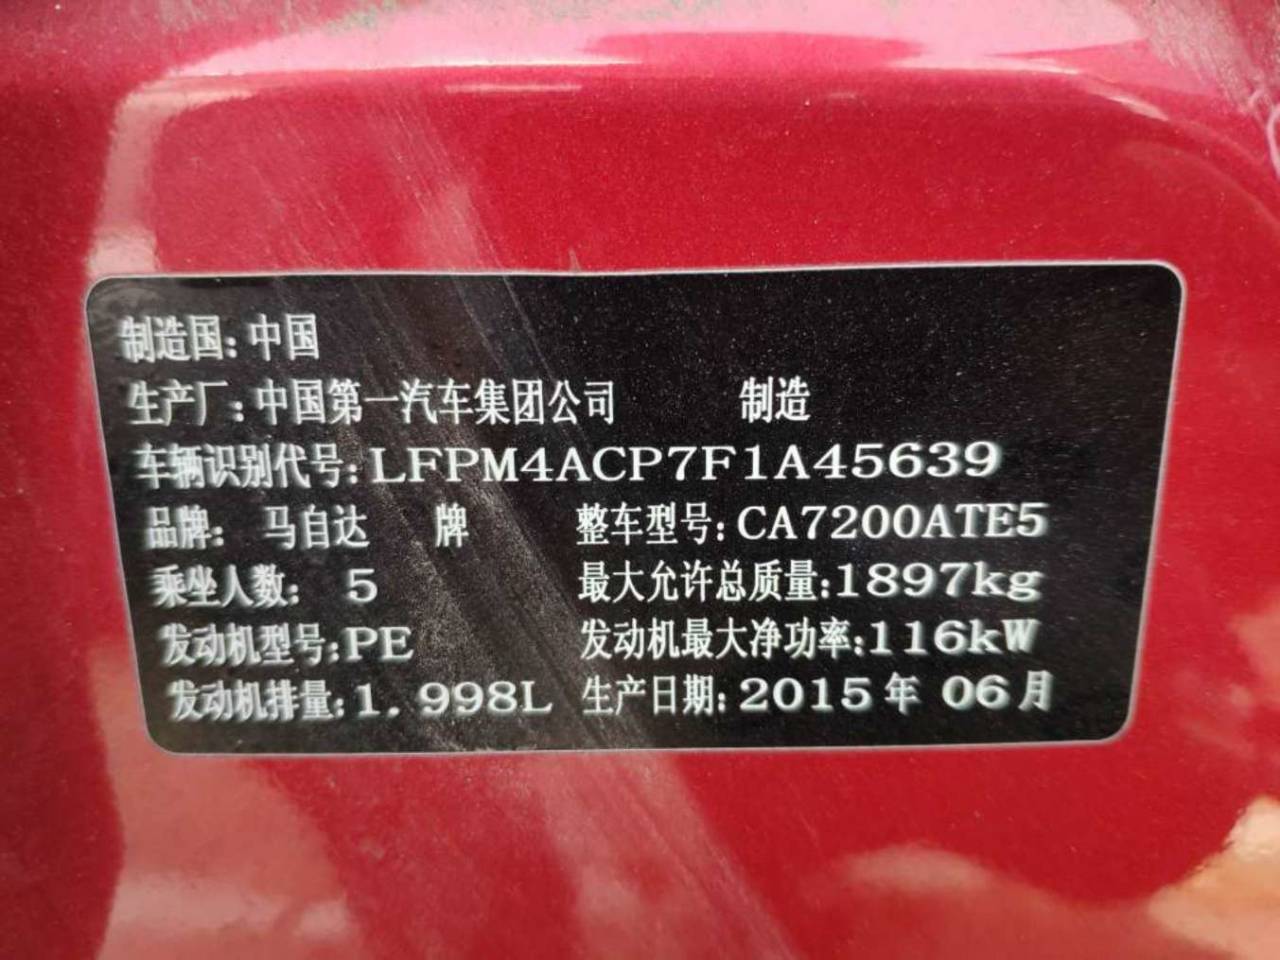 制造国:中国
生产厂:中国第一汽车集团公司 制造
车辆识别代号:LFPM4ACP7F1A45639
品牌: 马自达 牌 整车型号:CA7200ATE5
乘坐人数: 5 最大允许总质量:1897kg
发动机型号:PE 发动机最大净功率:116kW
发动机排量:1.998L 生产日期:2015年 06月